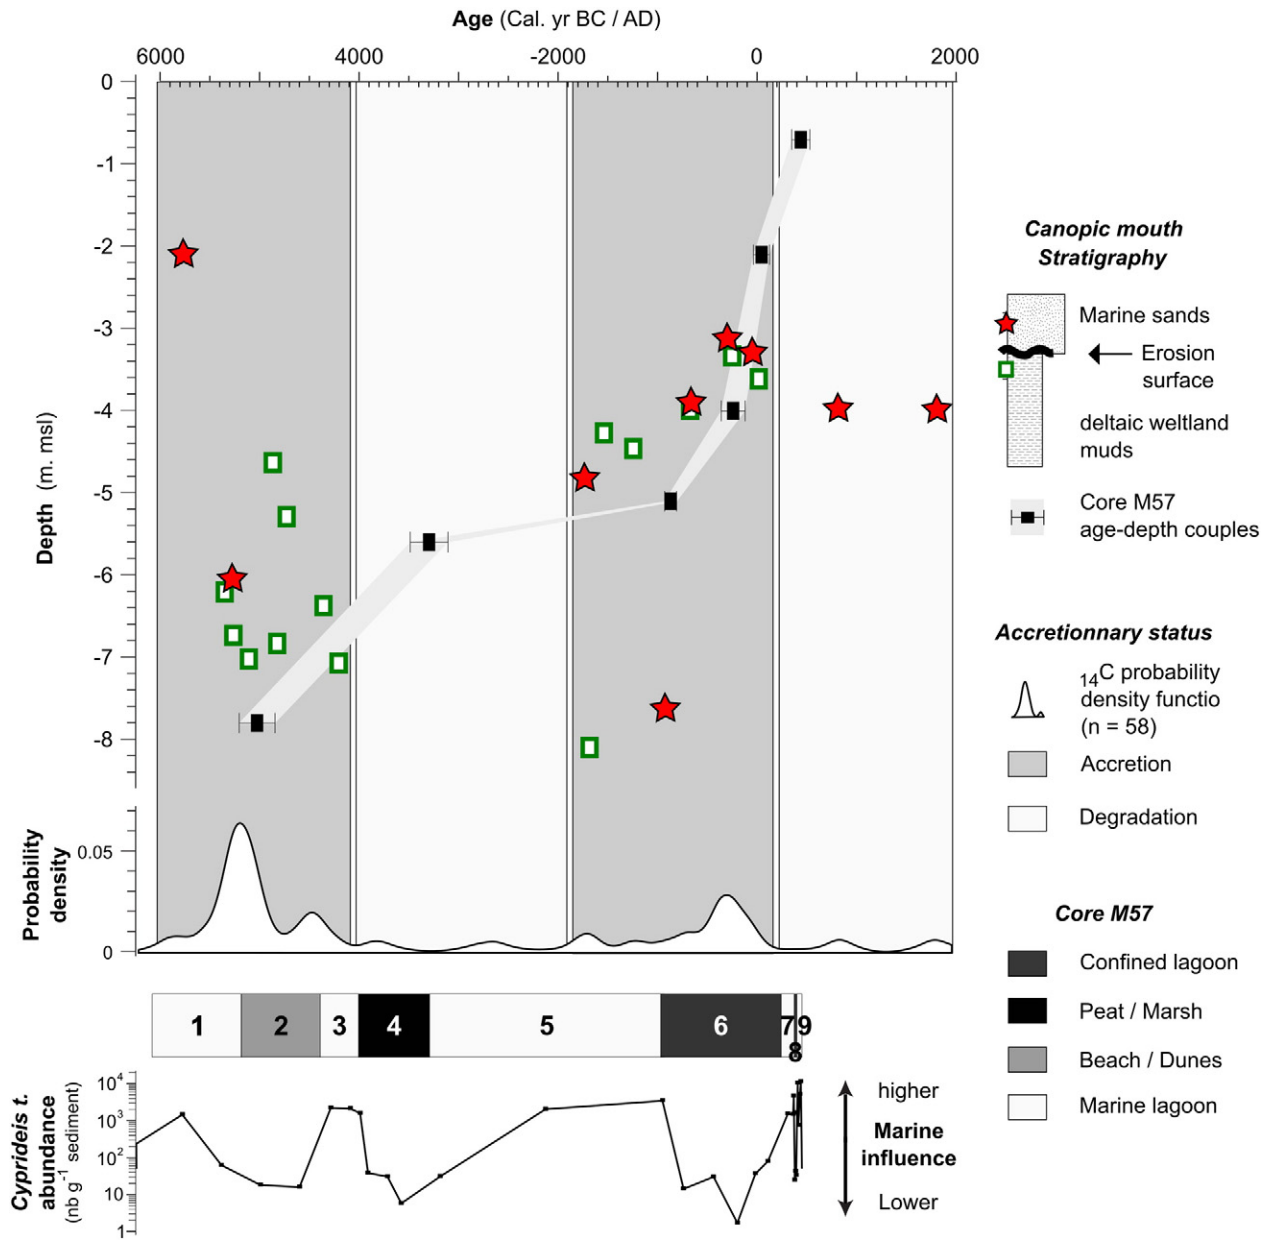 Age (Cal. yr BC / AD)
6000 4000 -2000 0 2000
0
-1
-2
-3
-4
-5
-6
-7
-8
Depth (m. msl)
0.05
0
Probability
density
Canopic mouth
Stratigraphy
Marine sands
Erosion
surface
deltaic weltland
muds
Core M57
age-depth couples
Accretionnary status
14C probability
density functio
(n = 58)
Accretion
Degradation
Core M57
Confined lagoon
Peat / Marsh
Beach / Dunes
Marine lagoon
1 2 3 4 5 6 7 8 9
Cyprideis t.
abundance
(nb g-1 sediment)
10⁴
10³
10²
10
1
higher
Marine
influence
Lower